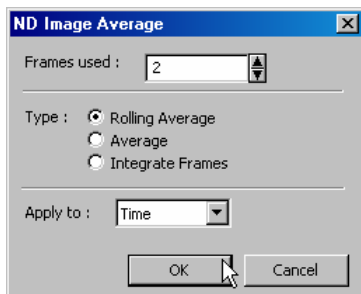 ND Image Average
Frames used : 2
Type : Rolling Average
Average
Integrate Frames
Apply to : Time
OK Cancel